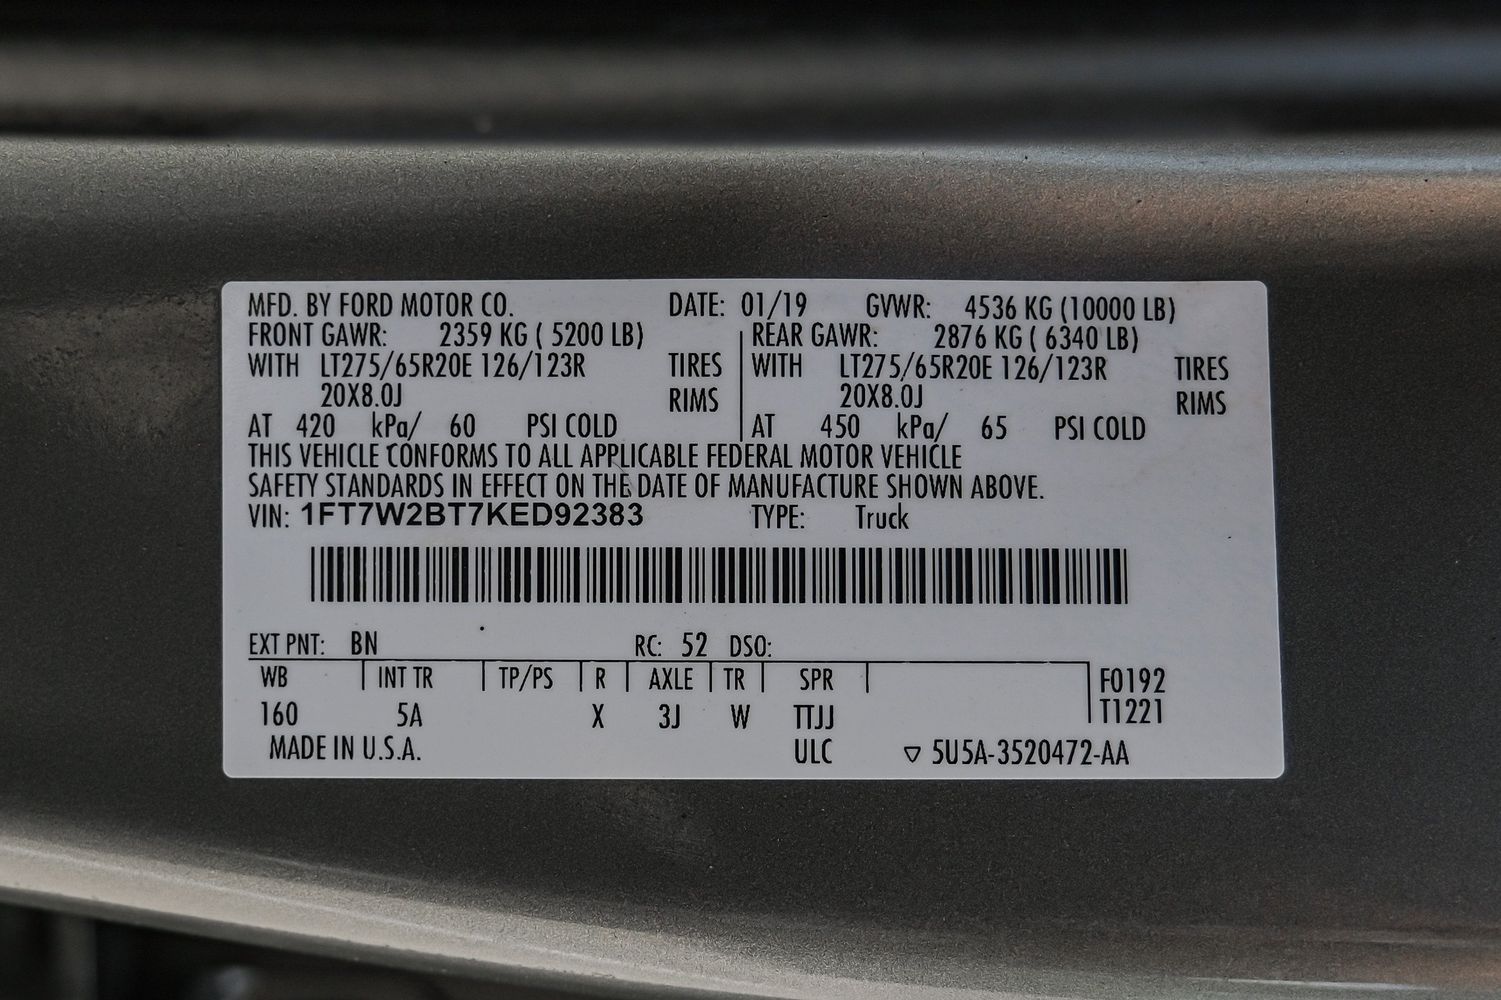 MFD. BY FORD MOTOR CO. DATE: 01/19 GVWR: 4536 KG (10000 LB)
FRONT GAWR: 2359 KG ( 5200 LB) REAR GAWR: 2876 KG ( 6340 LB)
WITH LT275/65R20E 126/123R TIRES WITH LT275/65R20E 126/123R TIRES
20X8.0J RIMS 20X8.0J RIMS
AT 420 kPa/ 60 PSI COLD AT 450 kPa/ 65 PSI COLD
THIS VEHICLE CONFORMS TO ALL APPLICABLE FEDERAL MOTOR VEHICLE
SAFETY STANDARDS IN EFFECT ON THE DATE OF MANUFACTURE SHOWN ABOVE.
VIN: 1FT7W2BT7KED92383 TYPE: Truck
EXT PNT: BN RC: 52 DSO:
WB INT TR TP/PS R AXLE TR SPR F0192
160 5A X 3J W TTJJ T1221
MADE IN U.S.A. ULC ▽ 5U5A-3520472-AA